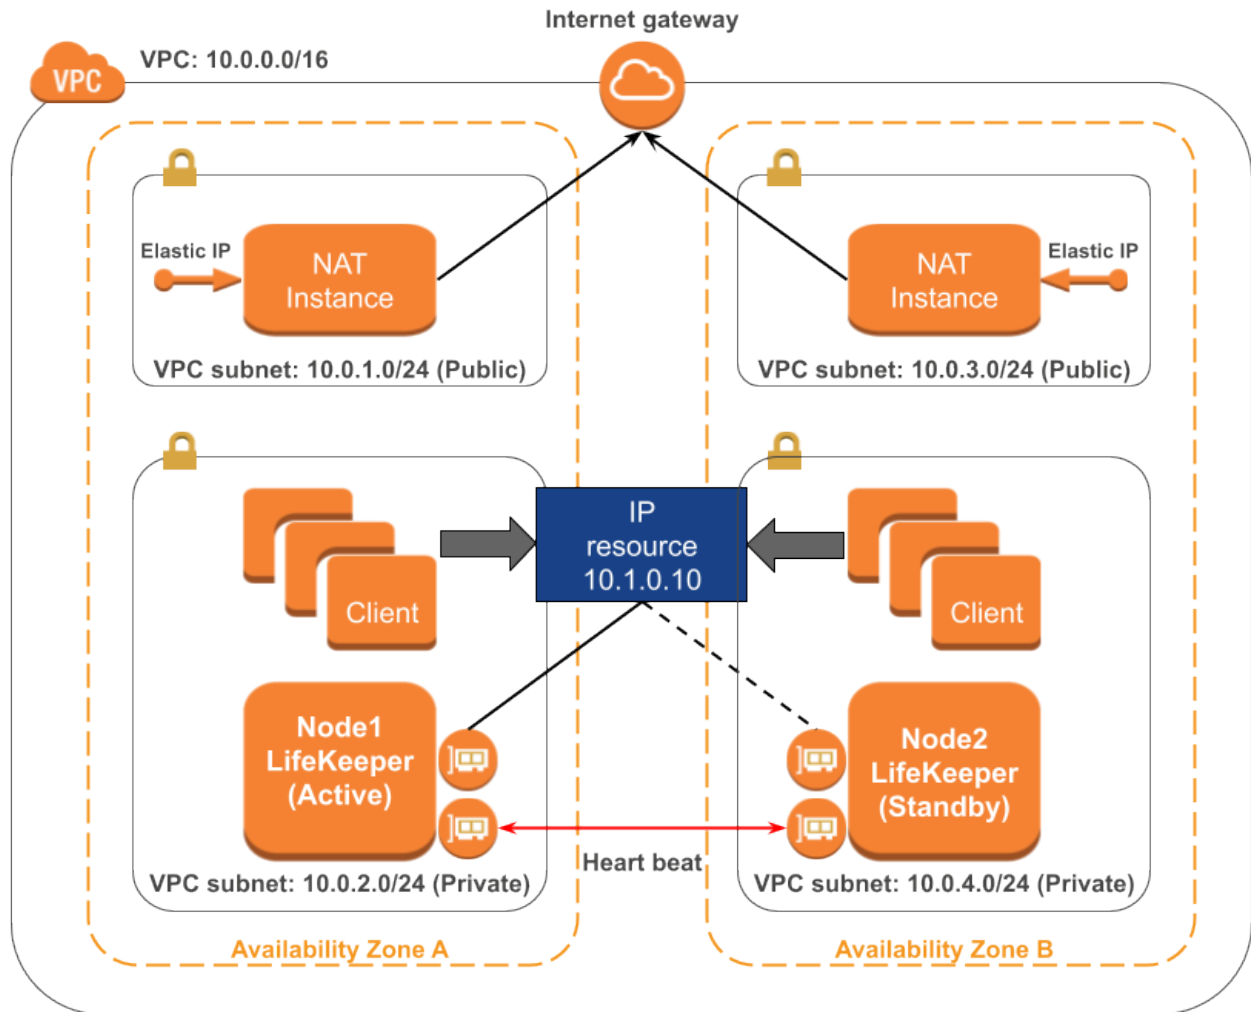 Internet gateway
VPC
VPC: 10.0.0.0/16
Elastic IP
NAT
Instance
VPC subnet: 10.0.1.0/24 (Public)
NAT
Instance
Elastic IP
VPC subnet: 10.0.3.0/24 (Public)
Client
IP
resource
10.1.0.10
Client
Node1
LifeKeeper
(Active)
Node2
LifeKeeper
(Standby)
Heart beat
VPC subnet: 10.0.2.0/24 (Private)
VPC subnet: 10.0.4.0/24 (Private)
Availability Zone A
Availability Zone B